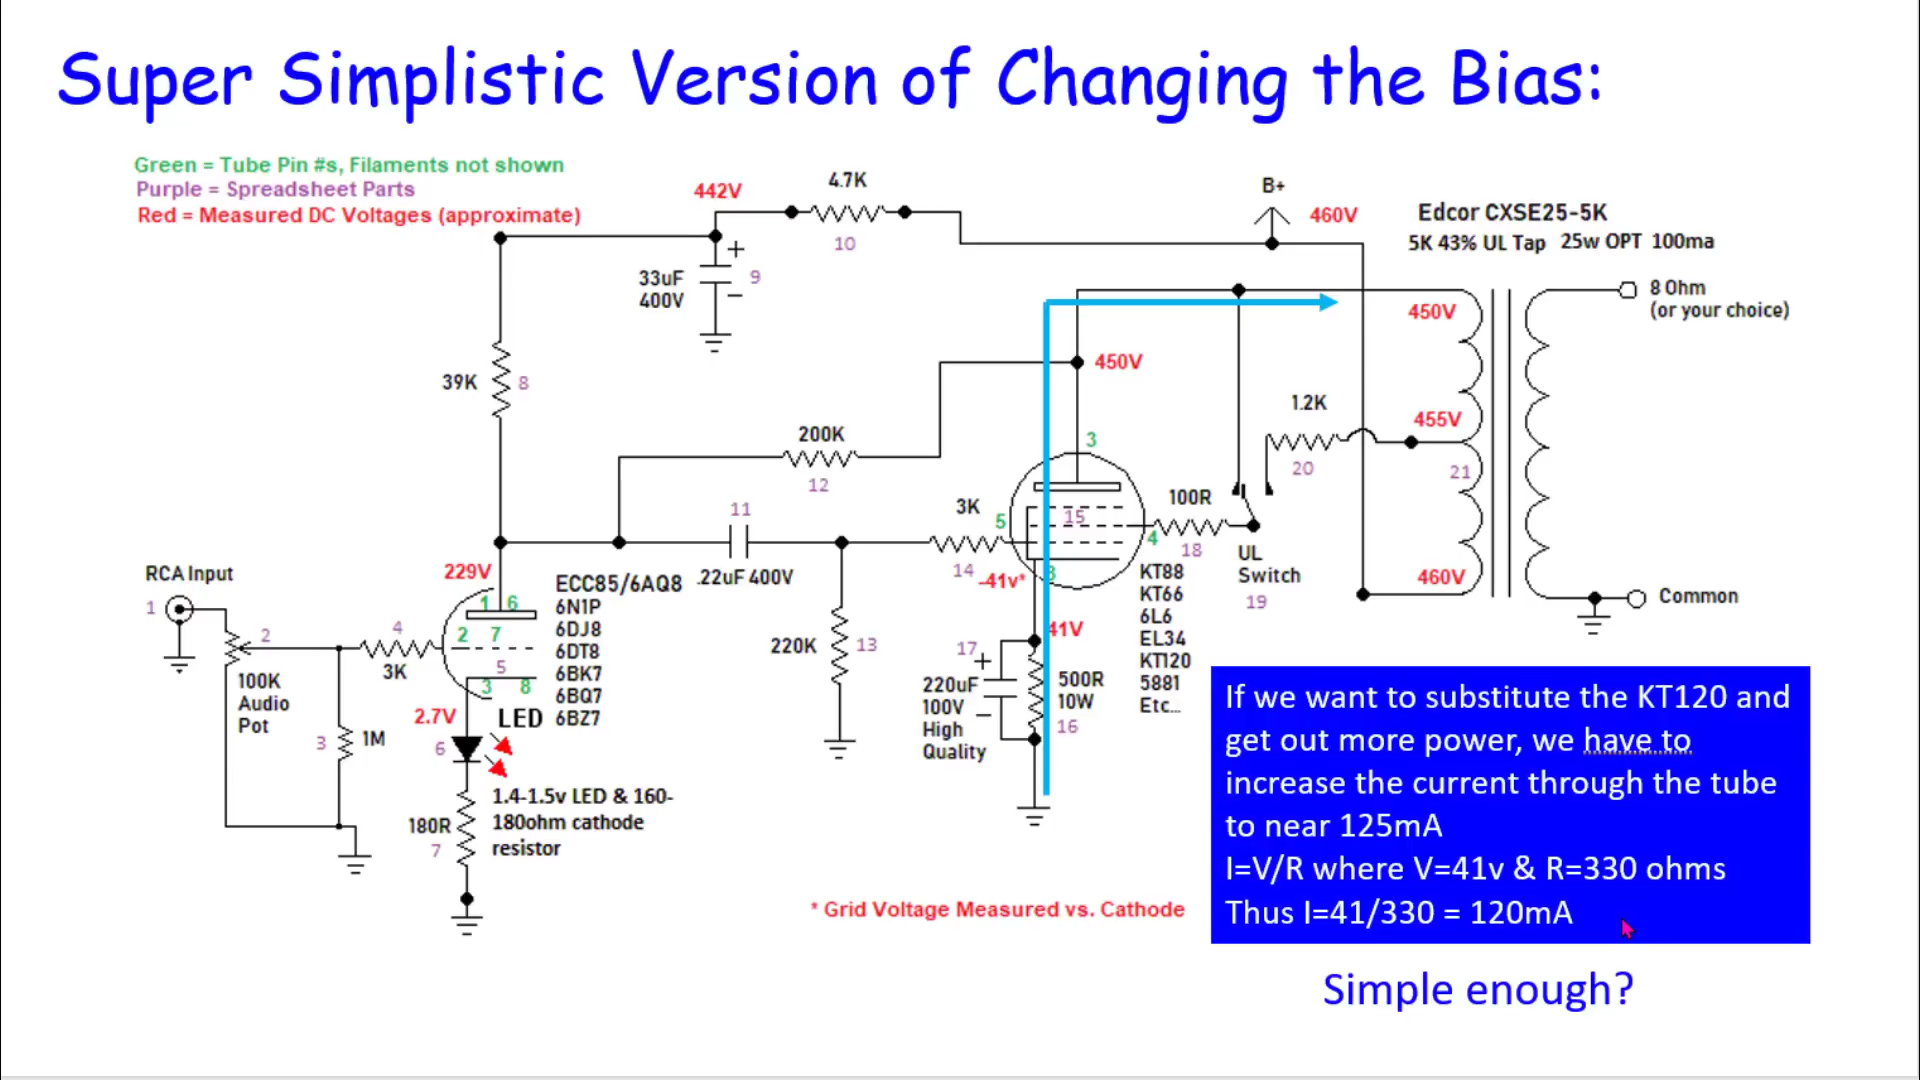 Super Simplistic Version of Changing the Bias:
Green = Tube Pin #s, Filaments not shown
Purple = Spreadsheet Parts
Red = Measured DC Voltages (approximate)
442V
4.7K
10
B+
460V
Edcor CXSE25-5K
5K 43% UL Tap 25w OPT 100ma
33uF
400V
+
9
−
8 Ohm
(or your choice)
450V
450V
39K
8
200K
12
3
1.2K
20
455V
21
11
.22uF 400V
3K
14
5
-41v*
15
8
100R
4
18
UL
Switch
19
460V
Common
RCA Input
1
2
100K
Audio
Pot
3
1M
4
3K
229V
1 6
2 7
5
3 8
ECC85/6AQ8
6N1P
6DJ8
6DT8
6BK7
6BQ7
6BZ7
2.7V
LED
6
220K
13
KT88
KT66
6L6
EL34
KT120
5881
Etc...
41V
17
+
220uF
100V
−
High
Quality
500R
10W
16
180R
7
1.4-1.5v LED & 160-
180ohm cathode
resistor
* Grid Voltage Measured vs. Cathode
If we want to substitute the KT120 and
get out more power, we have to
increase the current through the tube
to near 125mA
I=V/R where V=41v & R=330 ohms
Thus I=41/330 = 120mA
Simple enough?